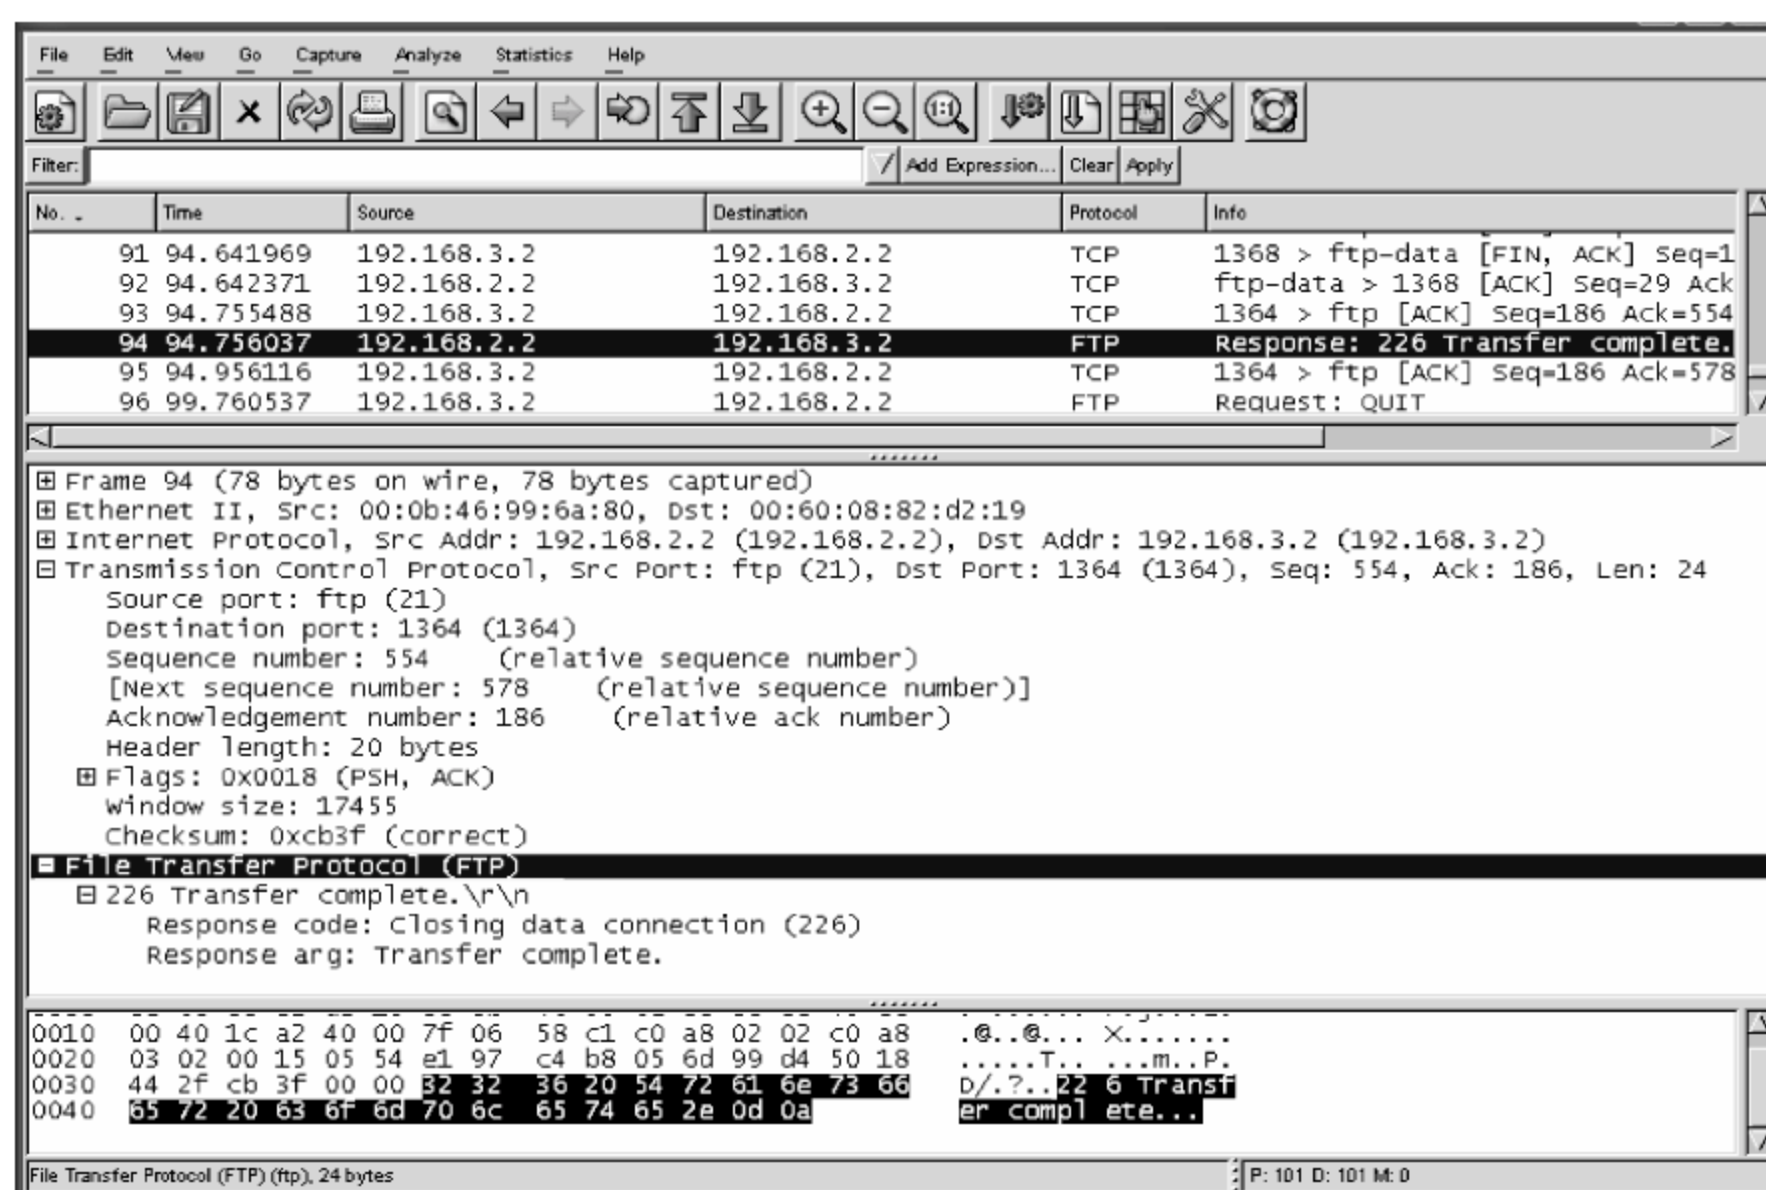 File Edit View Go Capture Analyze Statistics Help
Filter: Add Expression... Clear Apply
No. Time Source Destination Protocol Info
91 94.641969 192.168.3.2 192.168.2.2 TCP 1368 > ftp-data [FIN, ACK] Seq=1
92 94.642371 192.168.2.2 192.168.3.2 TCP ftp-data > 1368 [ACK] Seq=29 Ack
93 94.755488 192.168.3.2 192.168.2.2 TCP 1364 > ftp [ACK] Seq=186 Ack=554
94 94.756037 192.168.2.2 192.168.3.2 FTP Response: 226 Transfer complete.
95 94.956116 192.168.3.2 192.168.2.2 TCP 1364 > ftp [ACK] Seq=186 Ack=578
96 99.760537 192.168.3.2 192.168.2.2 FTP Request: QUIT
Frame 94 (78 bytes on wire, 78 bytes captured)
Ethernet II, Src: 00:0b:46:99:6a:80, Dst: 00:60:08:82:d2:19
Internet Protocol, Src Addr: 192.168.2.2 (192.168.2.2), Dst Addr: 192.168.3.2 (192.168.3.2)
Transmission Control Protocol, Src Port: ftp (21), Dst Port: 1364 (1364), Seq: 554, Ack: 186, Len: 24
Source port: ftp (21)
Destination port: 1364 (1364)
Sequence number: 554 (relative sequence number)
[Next sequence number: 578 (relative sequence number)]
Acknowledgement number: 186 (relative ack number)
Header length: 20 bytes
Flags: 0x0018 (PSH, ACK)
Window size: 17455
Checksum: 0xcb3f (correct)
File Transfer Protocol (FTP)
226 Transfer complete.\r\n
Response code: Closing data connection (226)
Response arg: Transfer complete.
0010 00 40 1c a2 40 00 7f 06 58 c1 c0 a8 02 02 c0 a8 .@..@... X.......
0020 03 02 00 15 05 54 e1 97 c4 b8 05 6d 99 d4 50 18 .....T.. ...m..P.
0030 44 2f cb 3f 00 00 32 32 36 20 54 72 61 6e 73 66 D/.?..22 6 Transf
0040 65 72 20 63 6f 6d 70 6c 65 74 65 2e 0d 0a er compl ete...
File Transfer Protocol (FTP) (ftp), 24 bytes P: 101 D: 101 M: 0